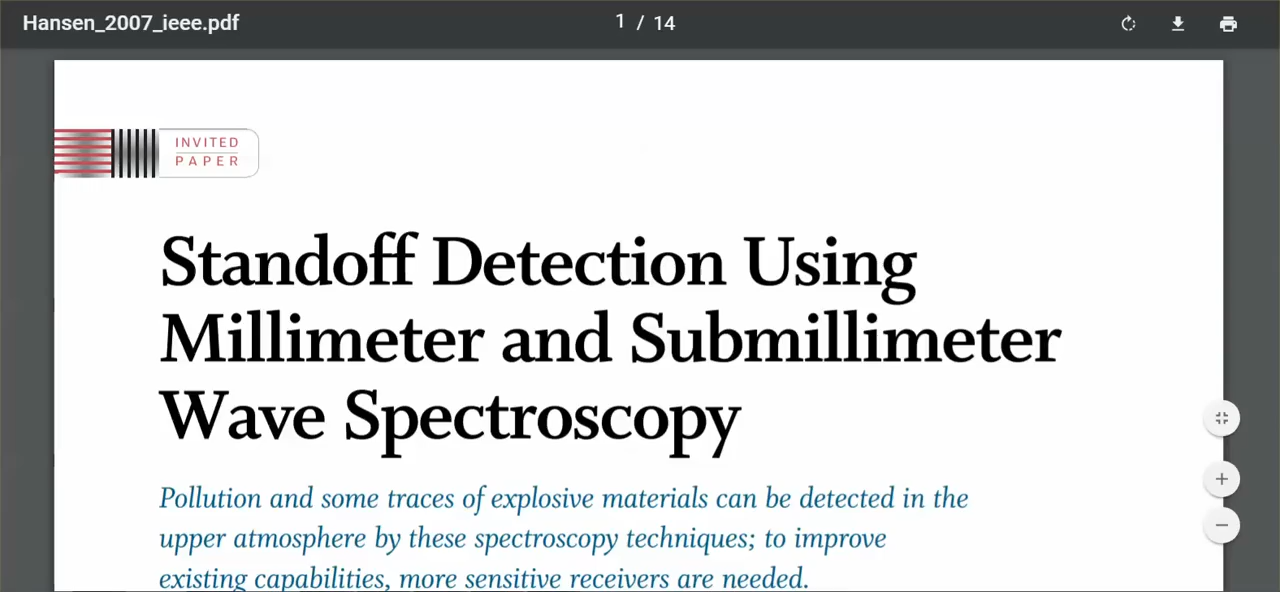 Hansen_2007_ieee.pdf
1 / 14
INVITED
PAPER
Standoff Detection Using
Millimeter and Submillimeter
Wave Spectroscopy
Pollution and some traces of explosive materials can be detected in the
upper atmosphere by these spectroscopy techniques; to improve
existing capabilities, more sensitive receivers are needed.